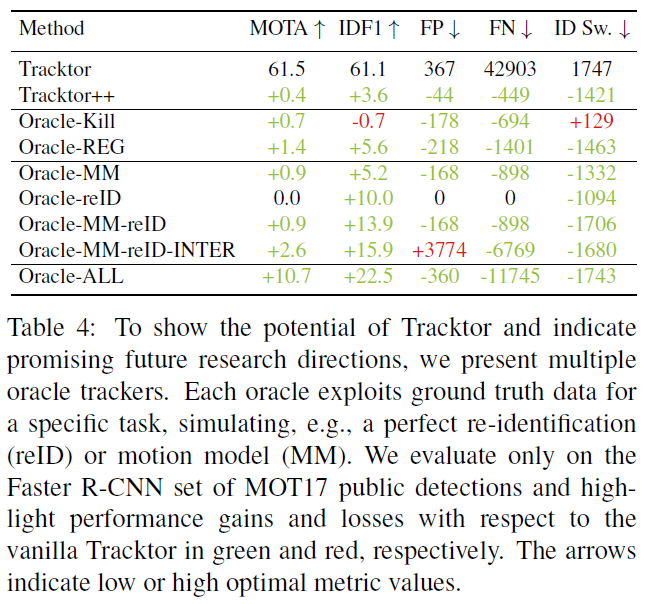 Method MOTA ↑ IDF1 ↑ FP ↓ FN ↓ ID Sw. ↓
Tracktor 61.5 61.1 367 42903 1747
Tracktor++ +0.4 +3.6 -44 -449 -1421
Oracle-Kill +0.7 -0.7 -178 -694 +129
Oracle-REG +1.4 +5.6 -218 -1401 -1463
Oracle-MM +0.9 +5.2 -168 -898 -1332
Oracle-reID 0.0 +10.0 0 0 -1094
Oracle-MM-reID +0.9 +13.9 -168 -898 -1706
Oracle-MM-reID-INTER +2.6 +15.9 +3774 -6769 -1680
Oracle-ALL +10.7 +22.5 -360 -11745 -1743
Table 4: To show the potential of Tracktor and indicate
promising future research directions, we present multiple
oracle trackers. Each oracle exploits ground truth data for
a specific task, simulating, e.g., a perfect re-identification
(reID) or motion model (MM). We evaluate only on the
Faster R-CNN set of MOT17 public detections and high-
light performance gains and losses with respect to the
vanilla Tracktor in green and red, respectively. The arrows
indicate low or high optimal metric values.